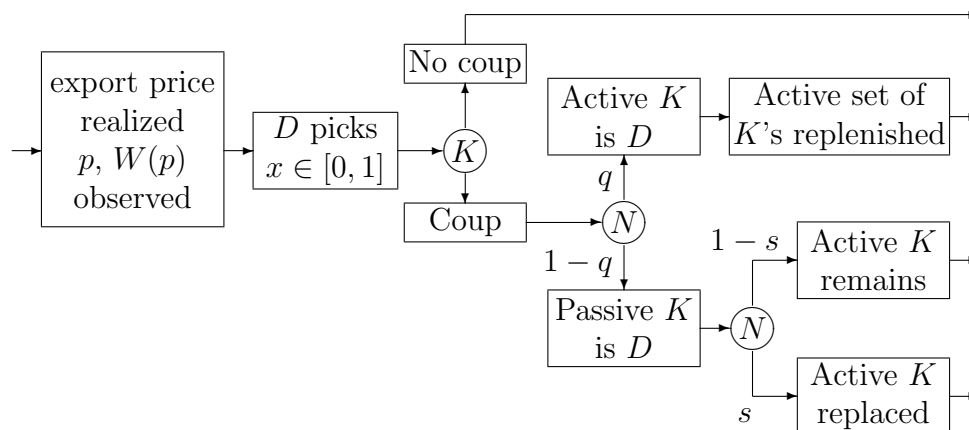 export price
realized
p, W(p)
observed
D picks
x ∈ [0, 1]
No coup
K
Coup
Active K
is D
q
N
1 − q
Passive K
is D
Active set of
K's replenished
1 − s
N
s
Active K
remains
Active K
replaced